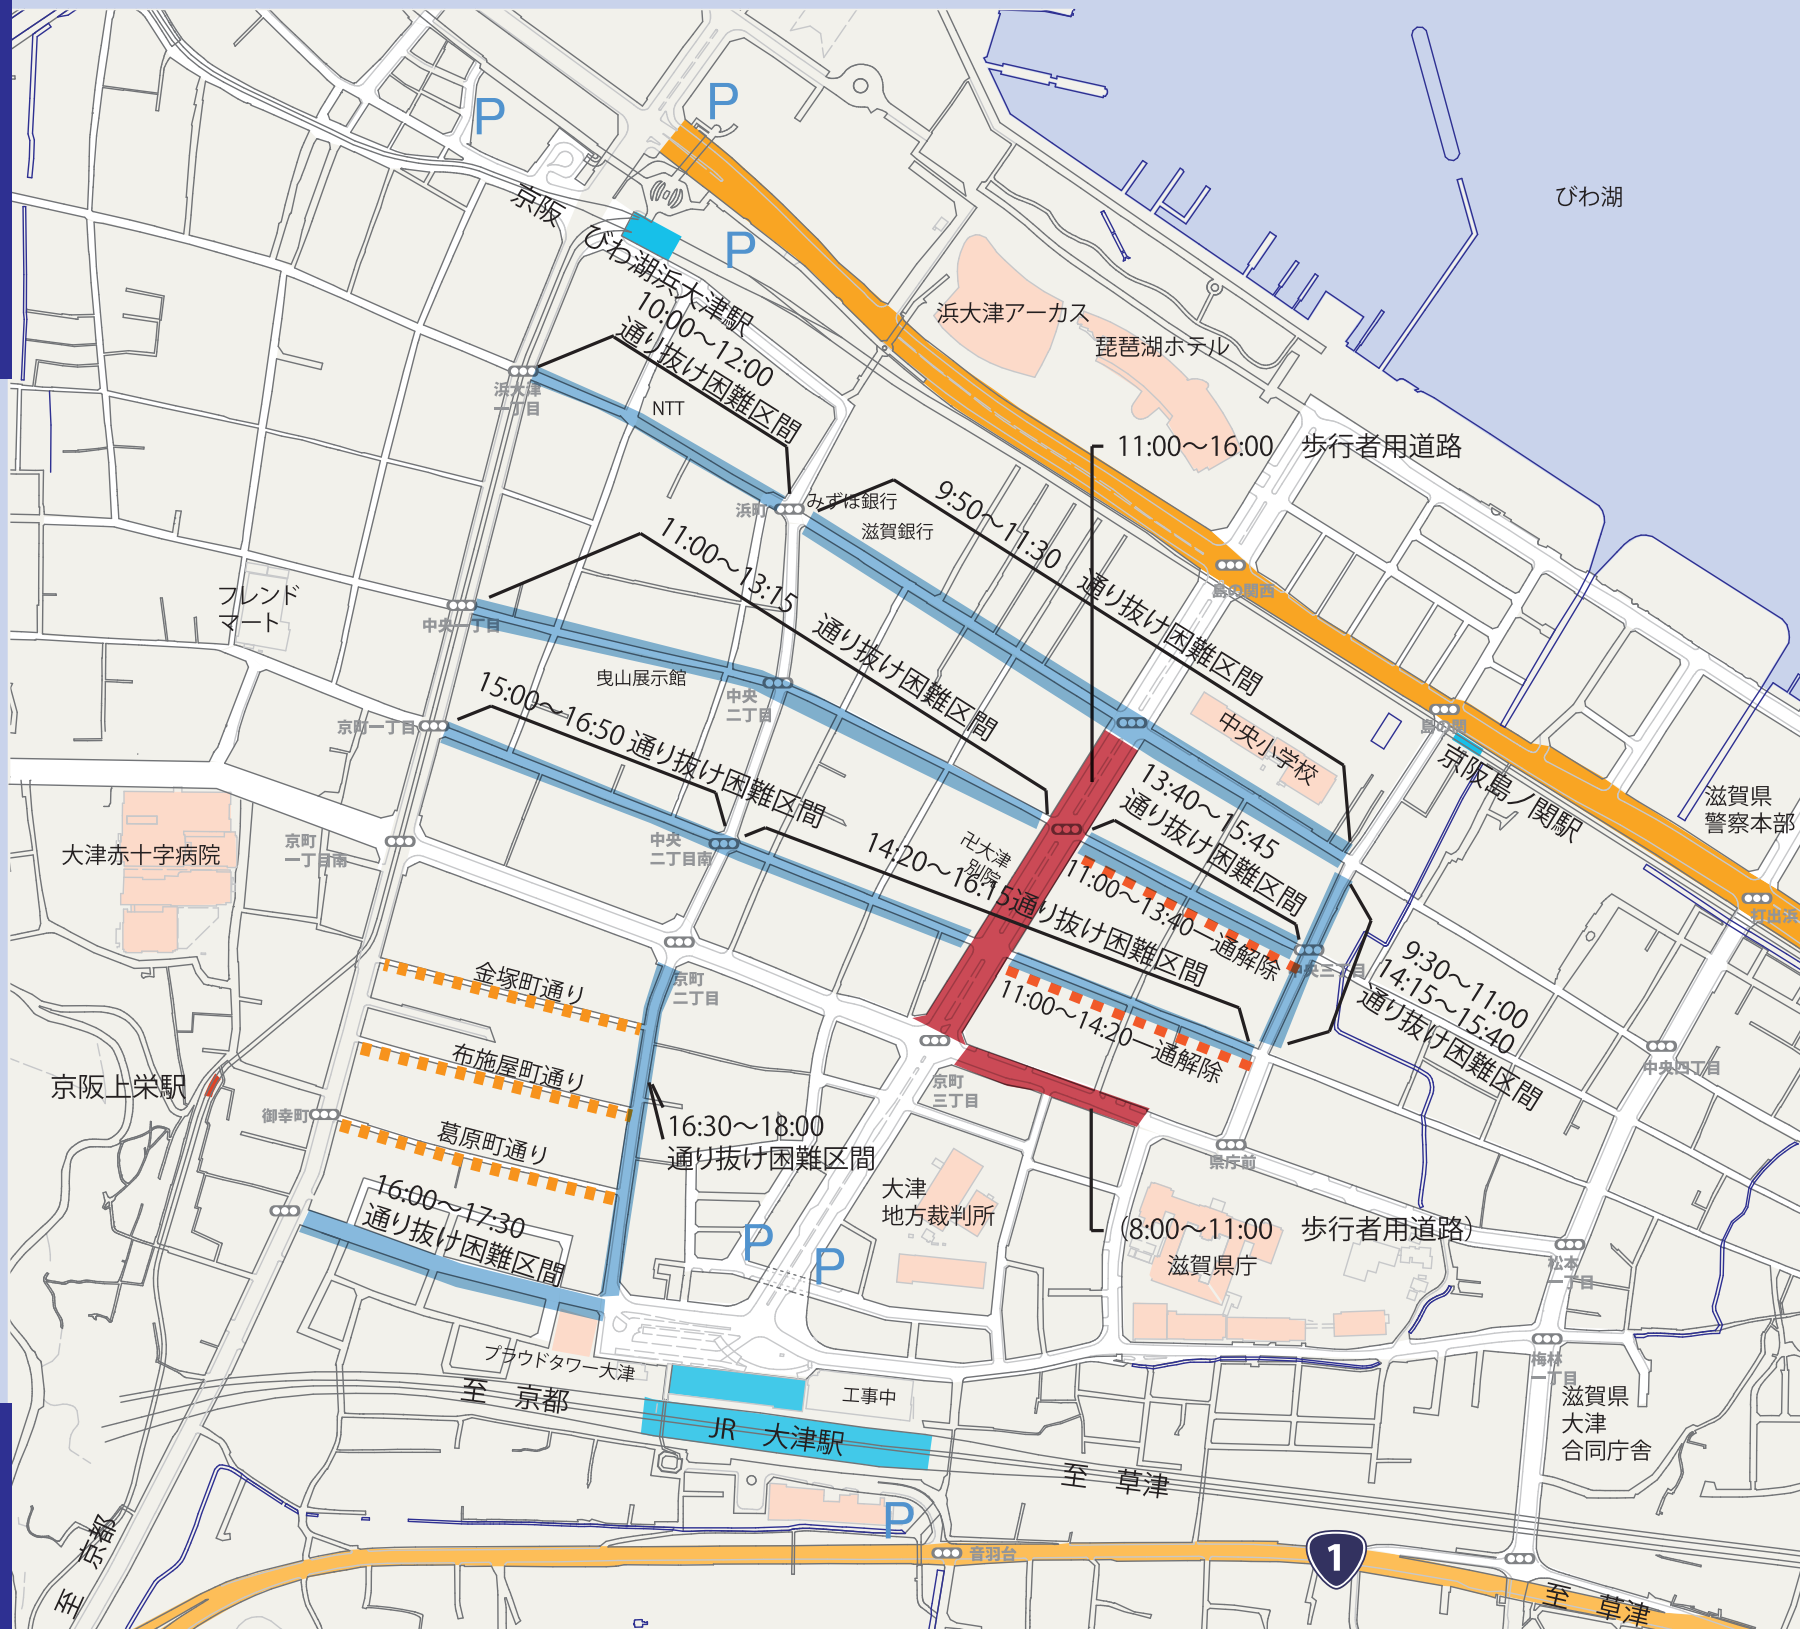 P
P
びわ湖
京阪
びわ湖浜大津駅
P
10:00～12:00
通り抜け困難区間
浜大津アーカス
琵琶湖ホテル
浜大津
一丁目
NTT
11:00～16:00　歩行者用道路
浜町
みずほ銀行
滋賀銀行
9:50～11:30　通り抜け困難区間
11:00～13:15　通り抜け困難区間
島の関西
フレンド
マート
中央一丁目
曳山展示館
中央
二丁目
15:00～16:50 通り抜け困難区間
京町一丁目
中央小学校
島の関
京阪島ノ関駅
滋賀県
警察本部
13:40～15:45
通り抜け困難区間
大津赤十字病院
京町
一丁目南
中央
二丁目南
卍大津
別院
14:20～16:15通り抜け困難区間
11:00～13:40一通解除
打出浜
中央三丁目
9:30～11:00
14:15～15:40
通り抜け困難区間
金塚町通り
京町
二丁目
11:00～14:20一通解除
布施屋町通り
京町
三丁目
中央四丁目
京阪上栄駅
御幸町
葛原町通り
16:30～18:00
通り抜け困難区間
県庁前
大津
地方裁判所
16:00～17:30
通り抜け困難区間
（8:00～11:00　歩行者用道路）
滋賀県庁
P
P
松本
一丁目
プラウドタワー大津
梅林
一丁目
至　京都
工事中
滋賀県
大津
合同庁舎
JR　大津駅
至　草津
P
至　京都
音羽台
1
至　草津